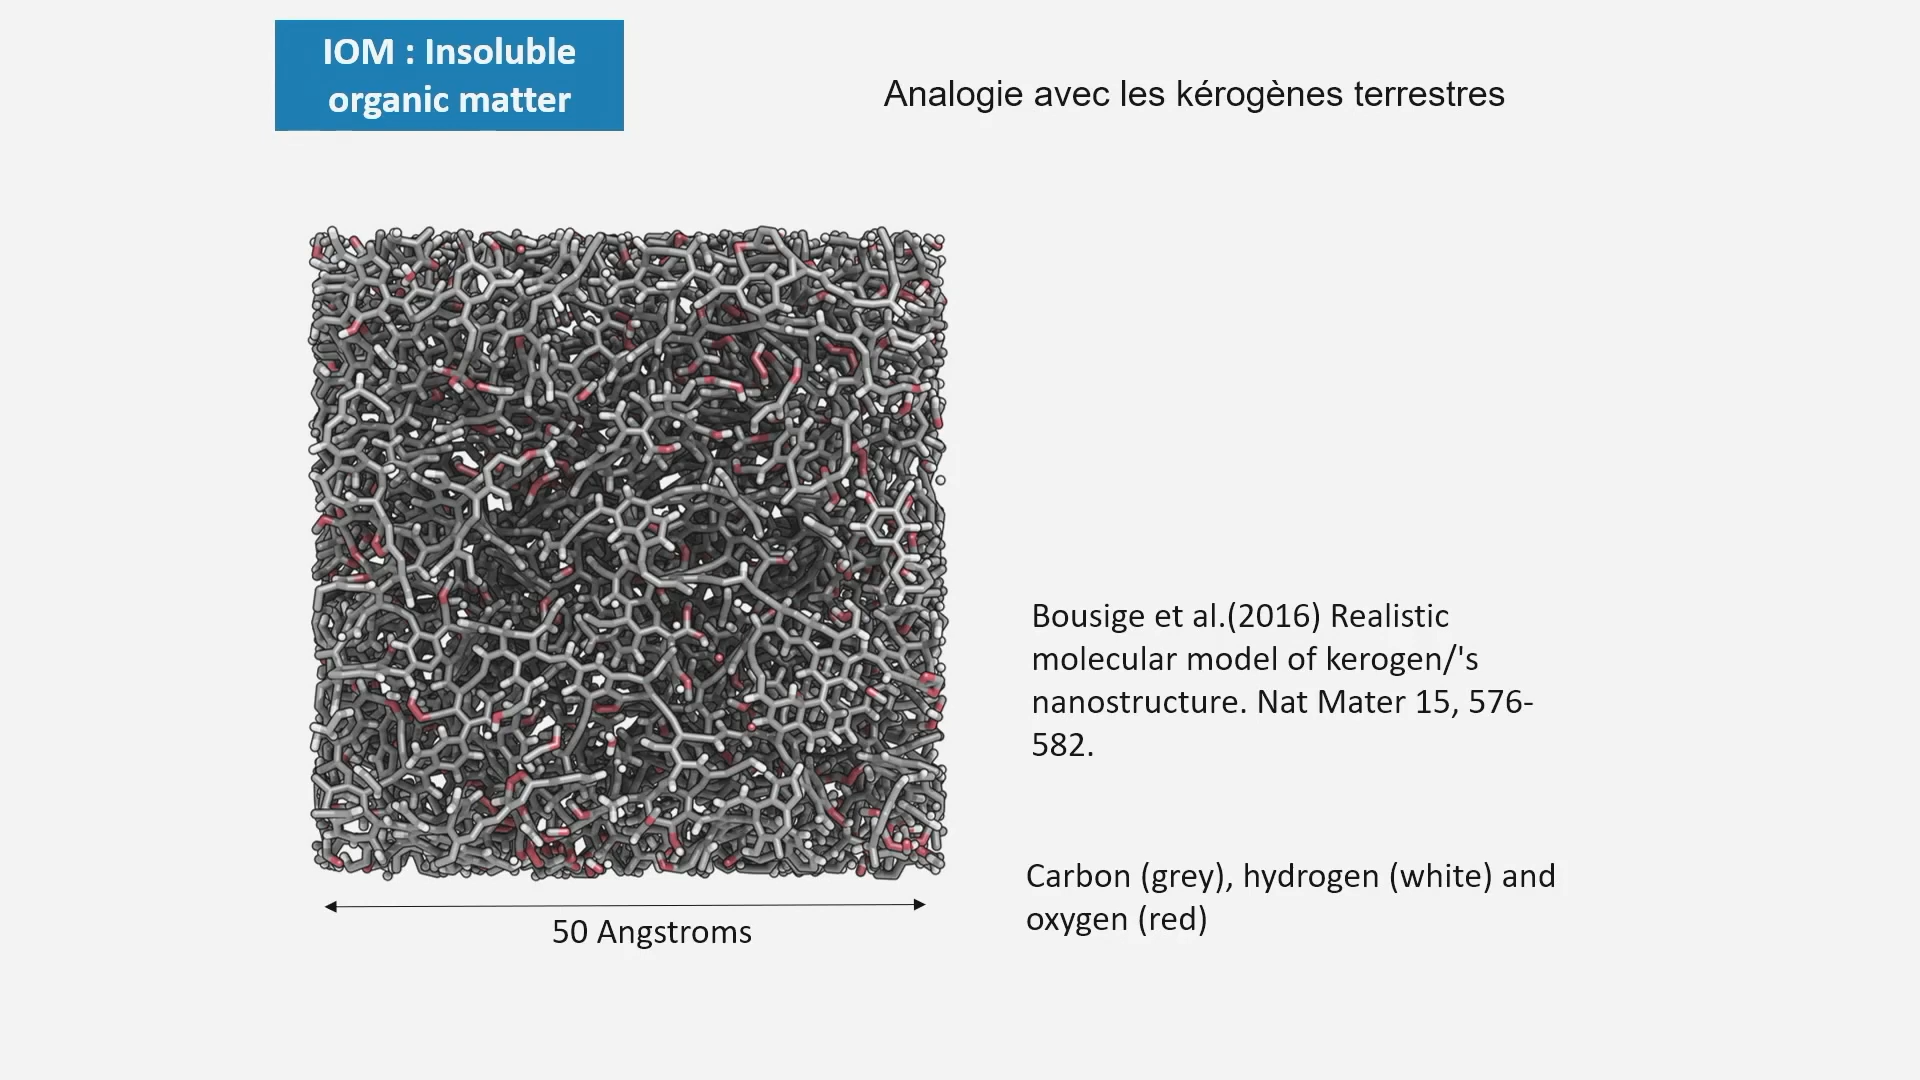 IOM : Insoluble
organic matter
Analogie avec les kérogènes terrestres
Bousige et al.(2016) Realistic
molecular model of kerogen/'s
nanostructure. Nat Mater 15, 576-
582.
Carbon (grey), hydrogen (white) and
oxygen (red)
50 Angstroms